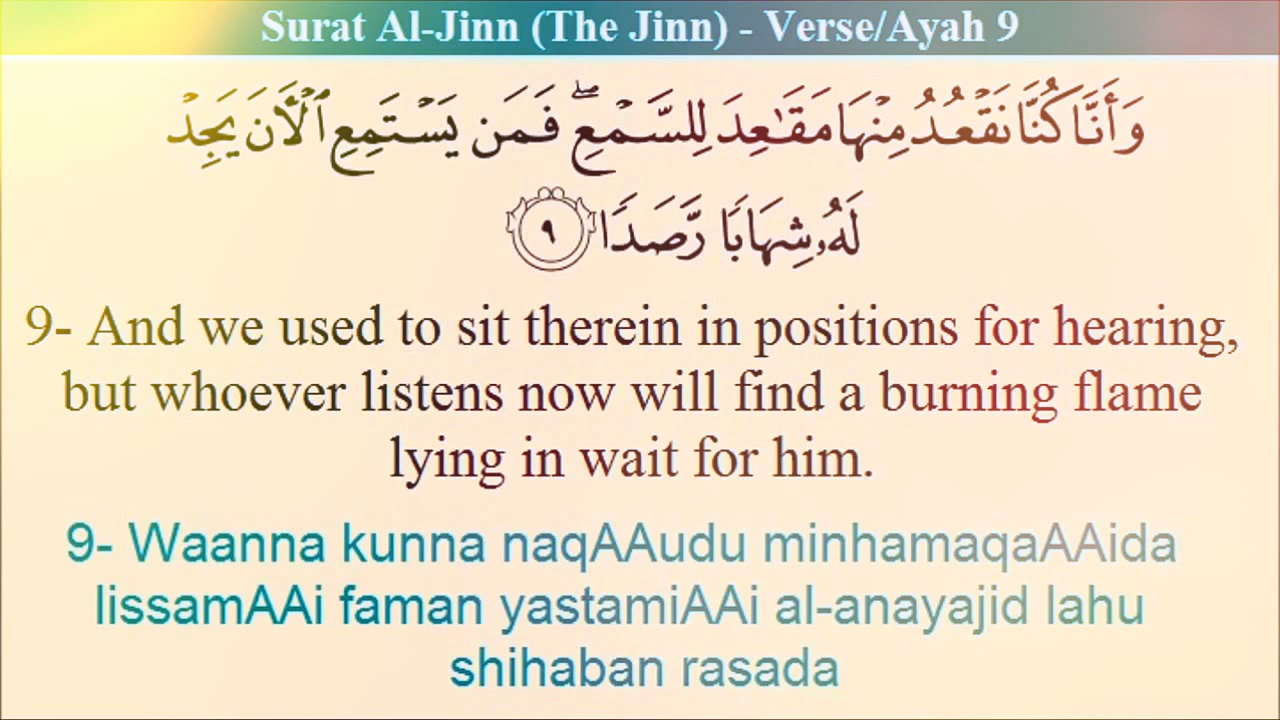 Surat Al-Jinn (The Jinn) - Verse/Ayah 9
وَأَنَّا كُنَّا نَقْعُدُ مِنْهَا مَقَٰعِدَ لِلسَّمْعِ ۖ فَمَن يَسْتَمِعِ ٱلْـَٔانَ يَجِدْ
لَهُۥ شِهَابًا رَّصَدًا ٩
9- And we used to sit therein in positions for hearing,
but whoever listens now will find a burning flame
lying in wait for him.
9- Waanna kunna naqAAudu minhamaqaAAida
lissamAAi faman yastamiAAi al-anayajid lahu
shihaban rasada